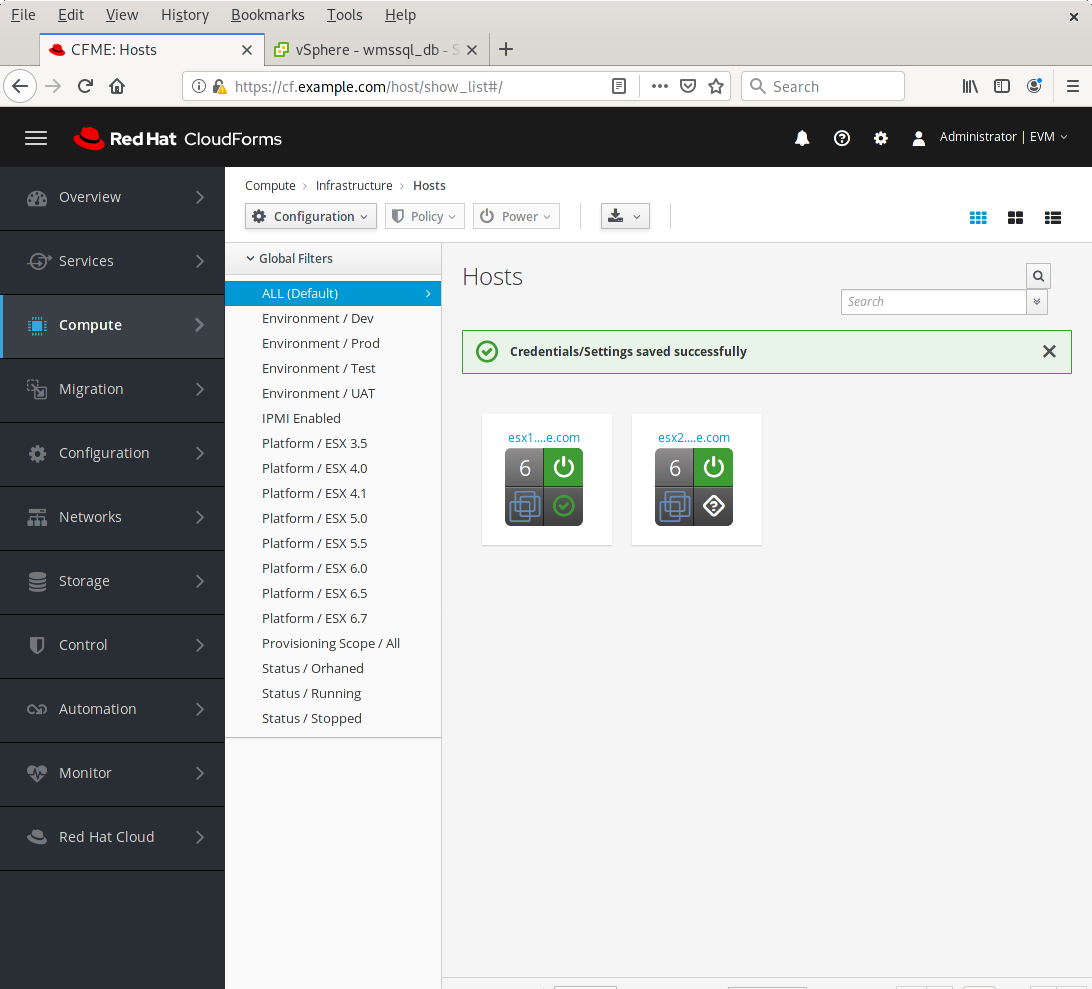 File Edit View History Bookmarks Tools Help
CFME: Hosts
vSphere - wmssql_db - S
https://cf.example.com/host/show_list#/
Search
Red Hat CloudForms
Administrator | EVM
Overview
Services
Compute
Migration
Configuration
Networks
Storage
Control
Automation
Monitor
Red Hat Cloud
Compute > Infrastructure > Hosts
Configuration
Policy
Power
Global Filters
ALL (Default)
Environment / Dev
Environment / Prod
Environment / Test
Environment / UAT
IPMI Enabled
Platform / ESX 3.5
Platform / ESX 4.0
Platform / ESX 4.1
Platform / ESX 5.0
Platform / ESX 5.5
Platform / ESX 6.0
Platform / ESX 6.5
Platform / ESX 6.7
Provisioning Scope / All
Status / Orhaned
Status / Running
Status / Stopped
Hosts
Search
Credentials/Settings saved successfully
esx1....e.com
6
esx2....e.com
6